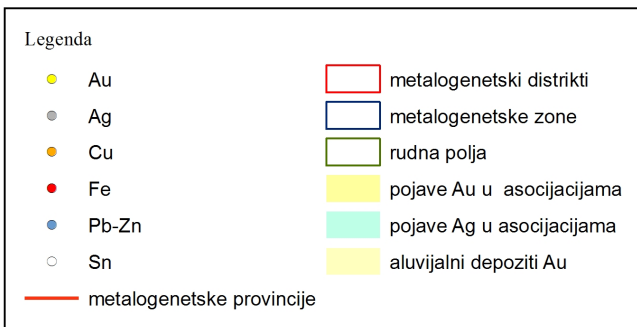 Legenda
Au
metalogenetski distrikti
Ag
metalogenetske zone
Cu
rudna polja
Fe
pojave Au u asocijacijama
Pb-Zn
pojave Ag u asocijacijama
Sn
aluvijalni depoziti Au
metalogenetske provincije